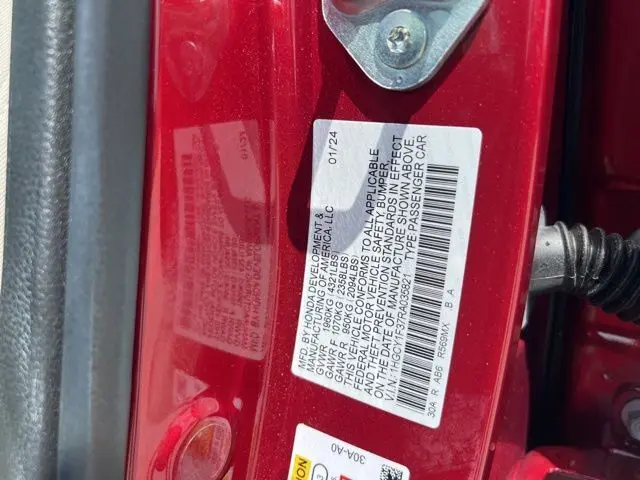 MFD. BY HONDA DEVELOPMENT &
MANUFACTURING OF AMERICA, LLC 01/24
GVWR 1960KG(4321LBS)
GAWR F 1070KG(2358LBS)
GAWR R 950KG(2094LBS)
THIS VEHICLE CONFORMS TO ALL APPLICABLE
FEDERAL MOTOR VEHICLE SAFETY, BUMPER,
AND THEFT PREVENTION STANDARDS IN EFFECT
ON THE DATE OF MANUFACTURE SHOWN ABOVE.
V.I.N. 1HGCY1F37RA035821 TYPE:PASSENGER CAR
30A R AB6 R569MX B A
30A-A0